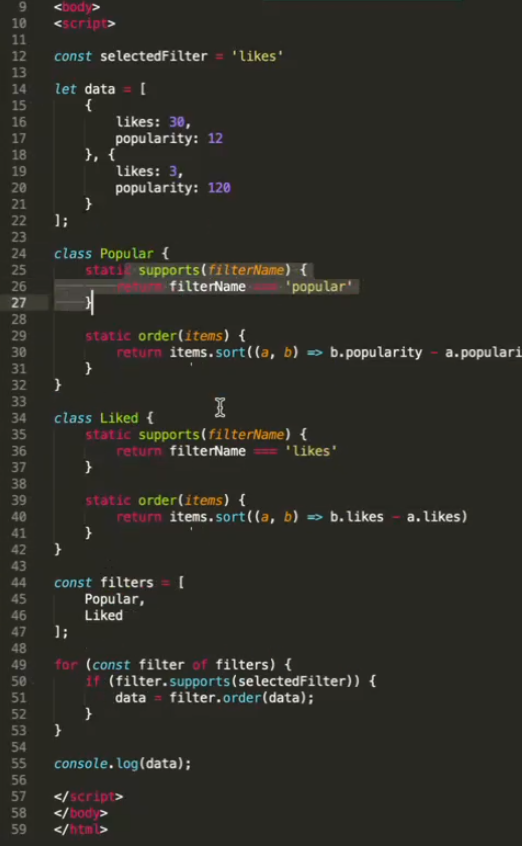 9 <body>
10 <script>
11
12 const selectedFilter = 'likes'
13
14 let data = [
15     {
16         likes: 30,
17         popularity: 12
18     }, {
19         likes: 3,
20         popularity: 120
21     }
22 ];
23
24 class Popular {
25     static supports(filterName) {
26         return filterName === 'popular'
27     }
28
29     static order(items) {
30         return items.sort((a, b) => b.popularity - a.populari
31     }
32 }
33
34 class Liked {
35     static supports(filterName) {
36         return filterName === 'likes'
37     }
38
39     static order(items) {
40         return items.sort((a, b) => b.likes - a.likes)
41     }
42 }
43
44 const filters = [
45     Popular,
46     Liked
47 ];
48
49 for (const filter of filters) {
50     if (filter.supports(selectedFilter)) {
51         data = filter.order(data);
52     }
53 }
54
55 console.log(data);
56
57 </script>
58 </body>
59 </html>